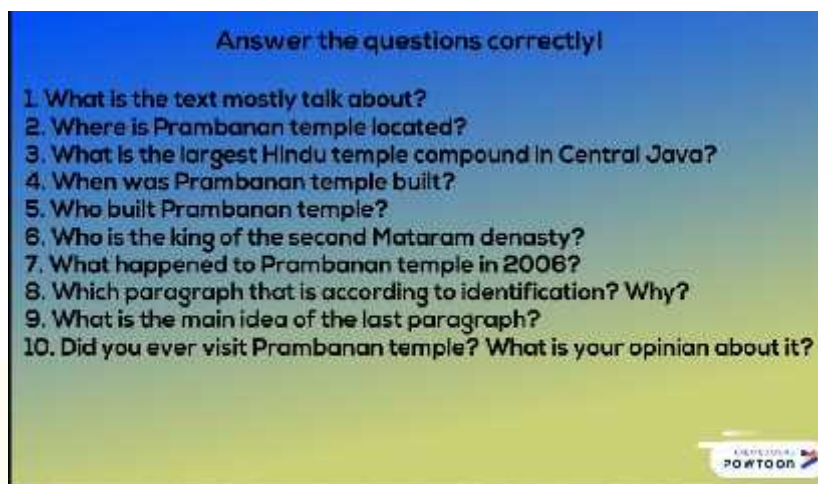 Answer the questions correctly!
1. What is the text mostly talk about?
2. Where is Prambanan temple located?
3. What is the largest Hindu temple compound in Central Java?
4. When was Prambanan temple built?
5. Who built Prambanan temple?
6. Who is the king of the second Mataram denasty?
7. What happened to Prambanan temple in 2006?
8. Which paragraph that is according to identification? Why?
9. What is the main idea of the last paragraph?
10. Did you ever visit Prambanan temple? What is your opinian about it?
POWTOON